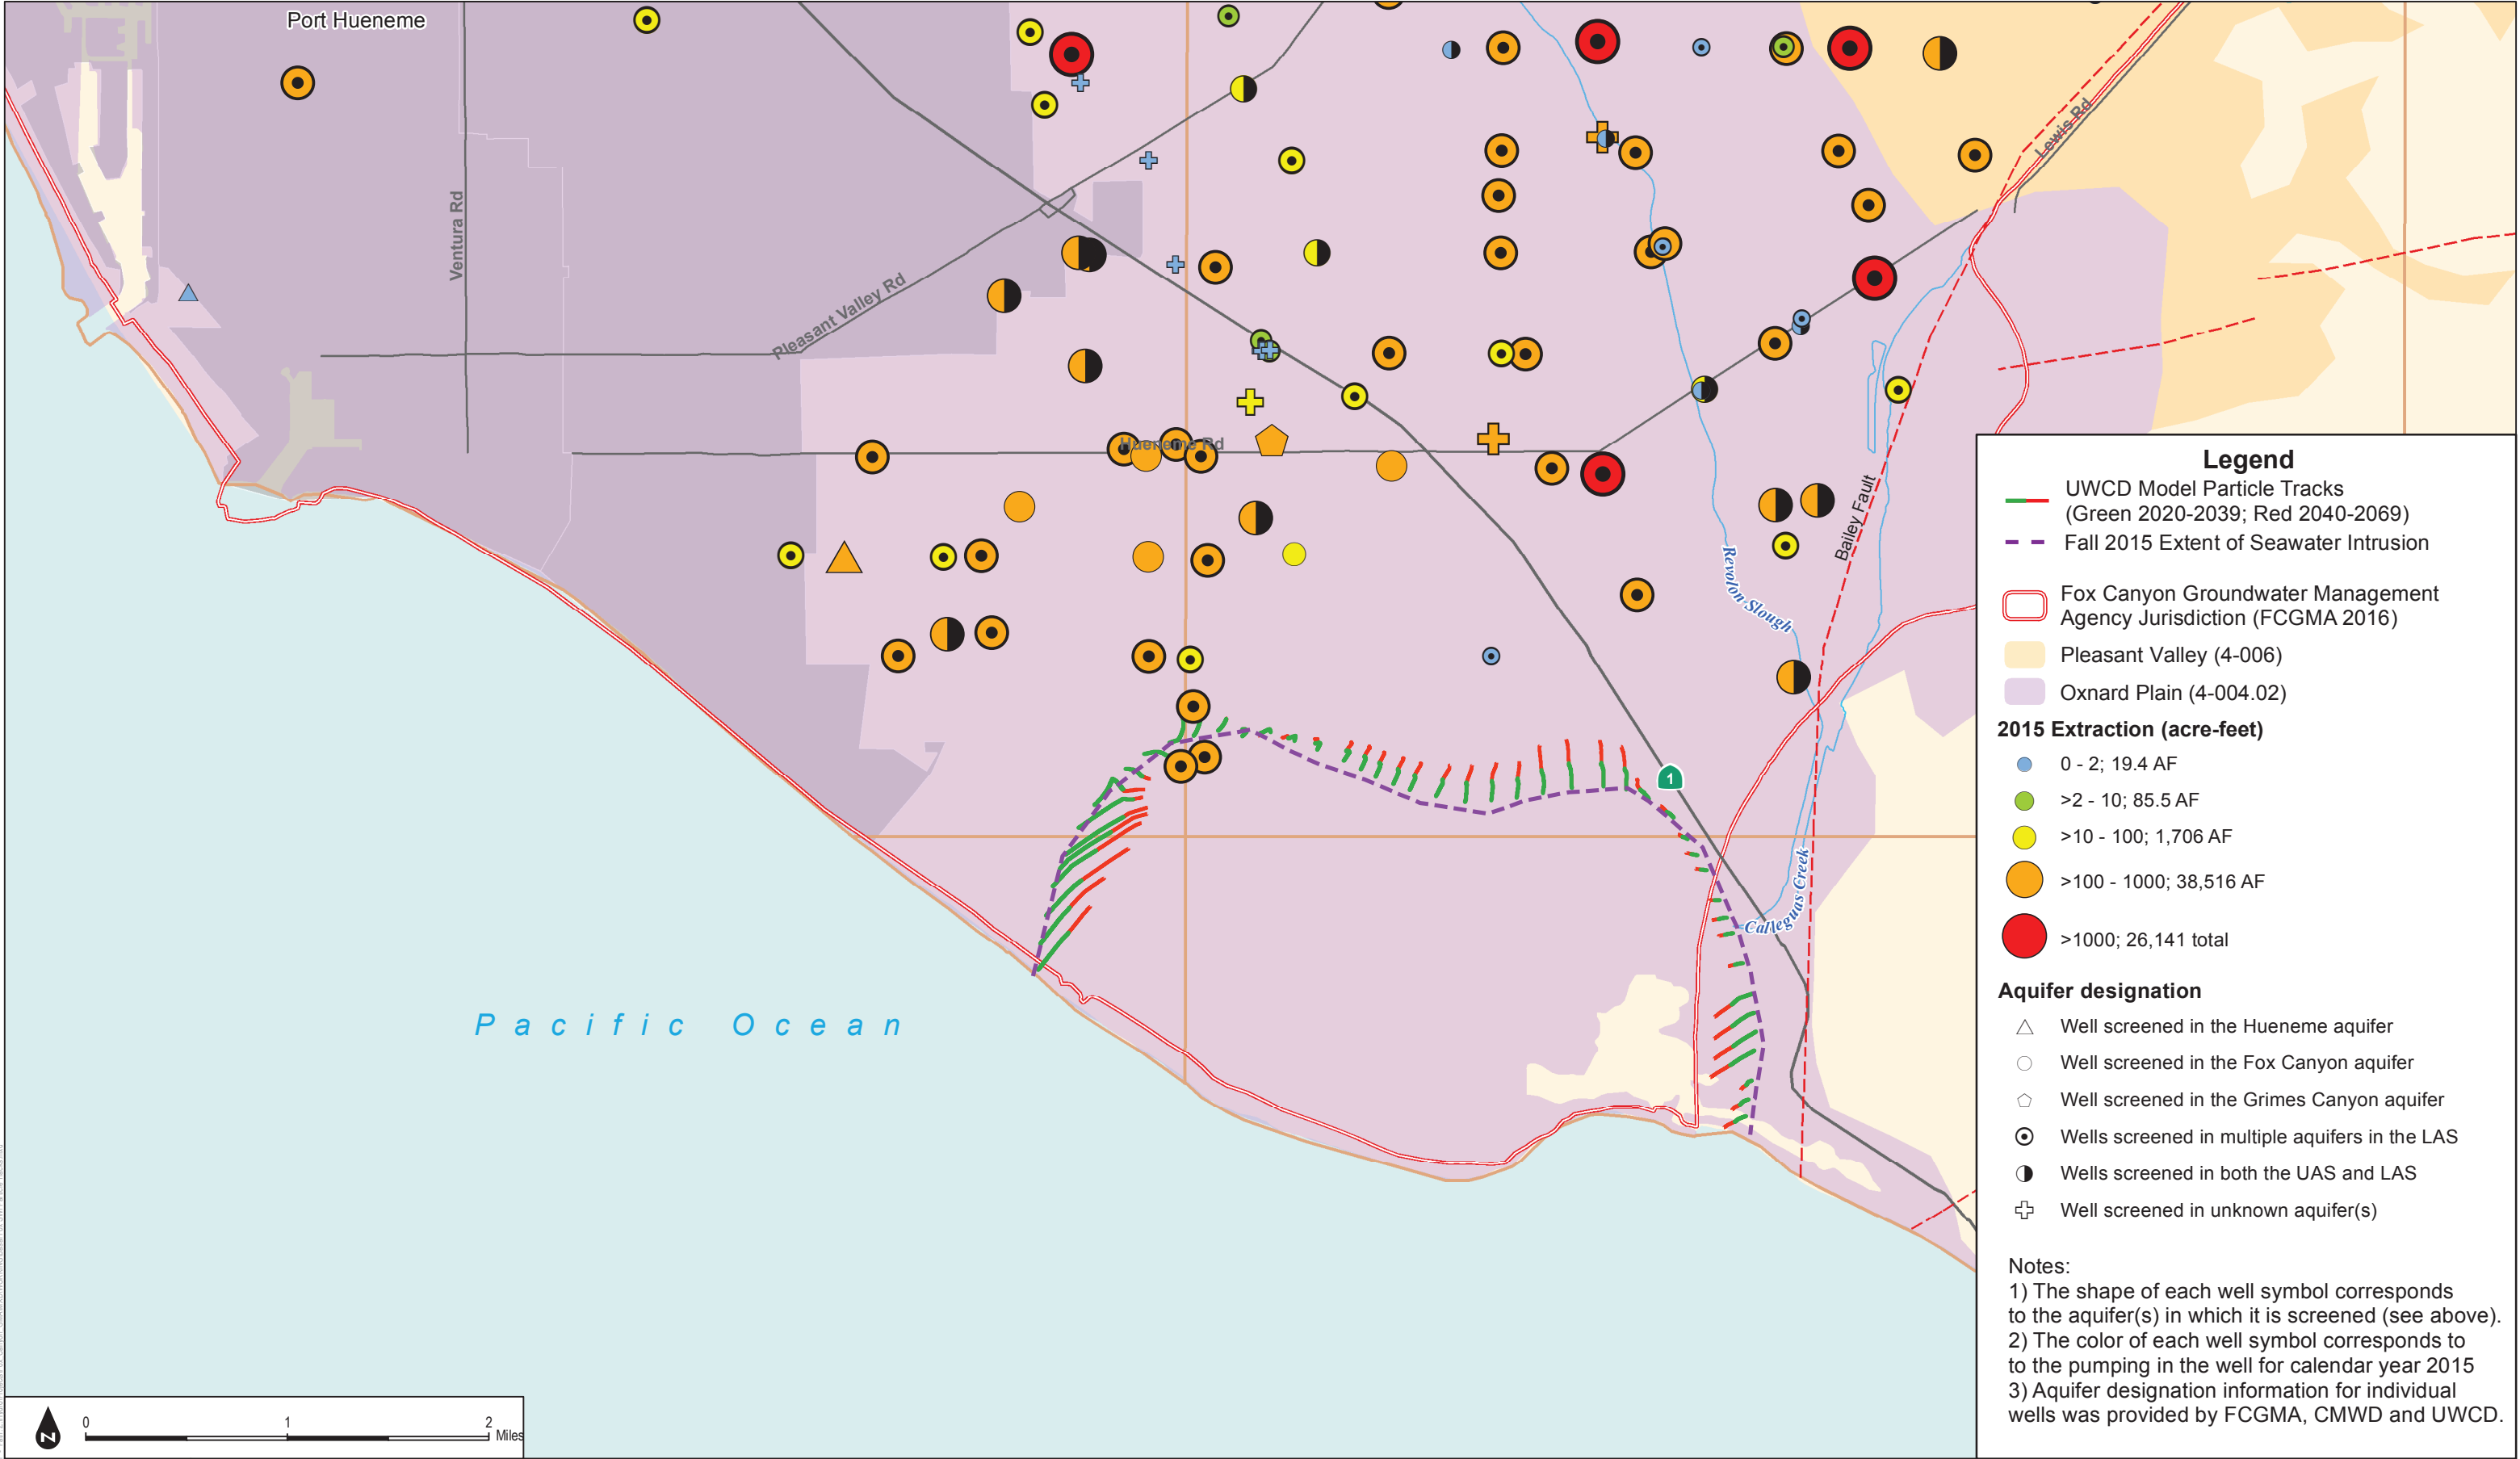 Port Hueneme
Ventura Rd
Pleasant Valley Rd
Lewis Rd
Hueneme Rd
Bailey Fault
Revolon Slough
1
Calleguas Creek
Pacific Ocean
N
0 1 2
Miles
Legend
UWCD Model Particle Tracks
(Green 2020-2039; Red 2040-2069)
Fall 2015 Extent of Seawater Intrusion
Fox Canyon Groundwater Management
Agency Jurisdiction (FCGMA 2016)
Pleasant Valley (4-006)
Oxnard Plain (4-004.02)
2015 Extraction (acre-feet)
0 - 2; 19.4 AF
>2 - 10; 85.5 AF
>10 - 100; 1,706 AF
>100 - 1000; 38,516 AF
>1000; 26,141 total
Aquifer designation
Well screened in the Hueneme aquifer
Well screened in the Fox Canyon aquifer
Well screened in the Grimes Canyon aquifer
Wells screened in multiple aquifers in the LAS
Wells screened in both the UAS and LAS
Well screened in unknown aquifer(s)
Notes:
1) The shape of each well symbol corresponds
to the aquifer(s) in which it is screened (see above).
2) The color of each well symbol corresponds to
to the pumping in the well for calendar year 2015
3) Aquifer designation information for individual
wells was provided by FCGMA, CMWD and UWCD.